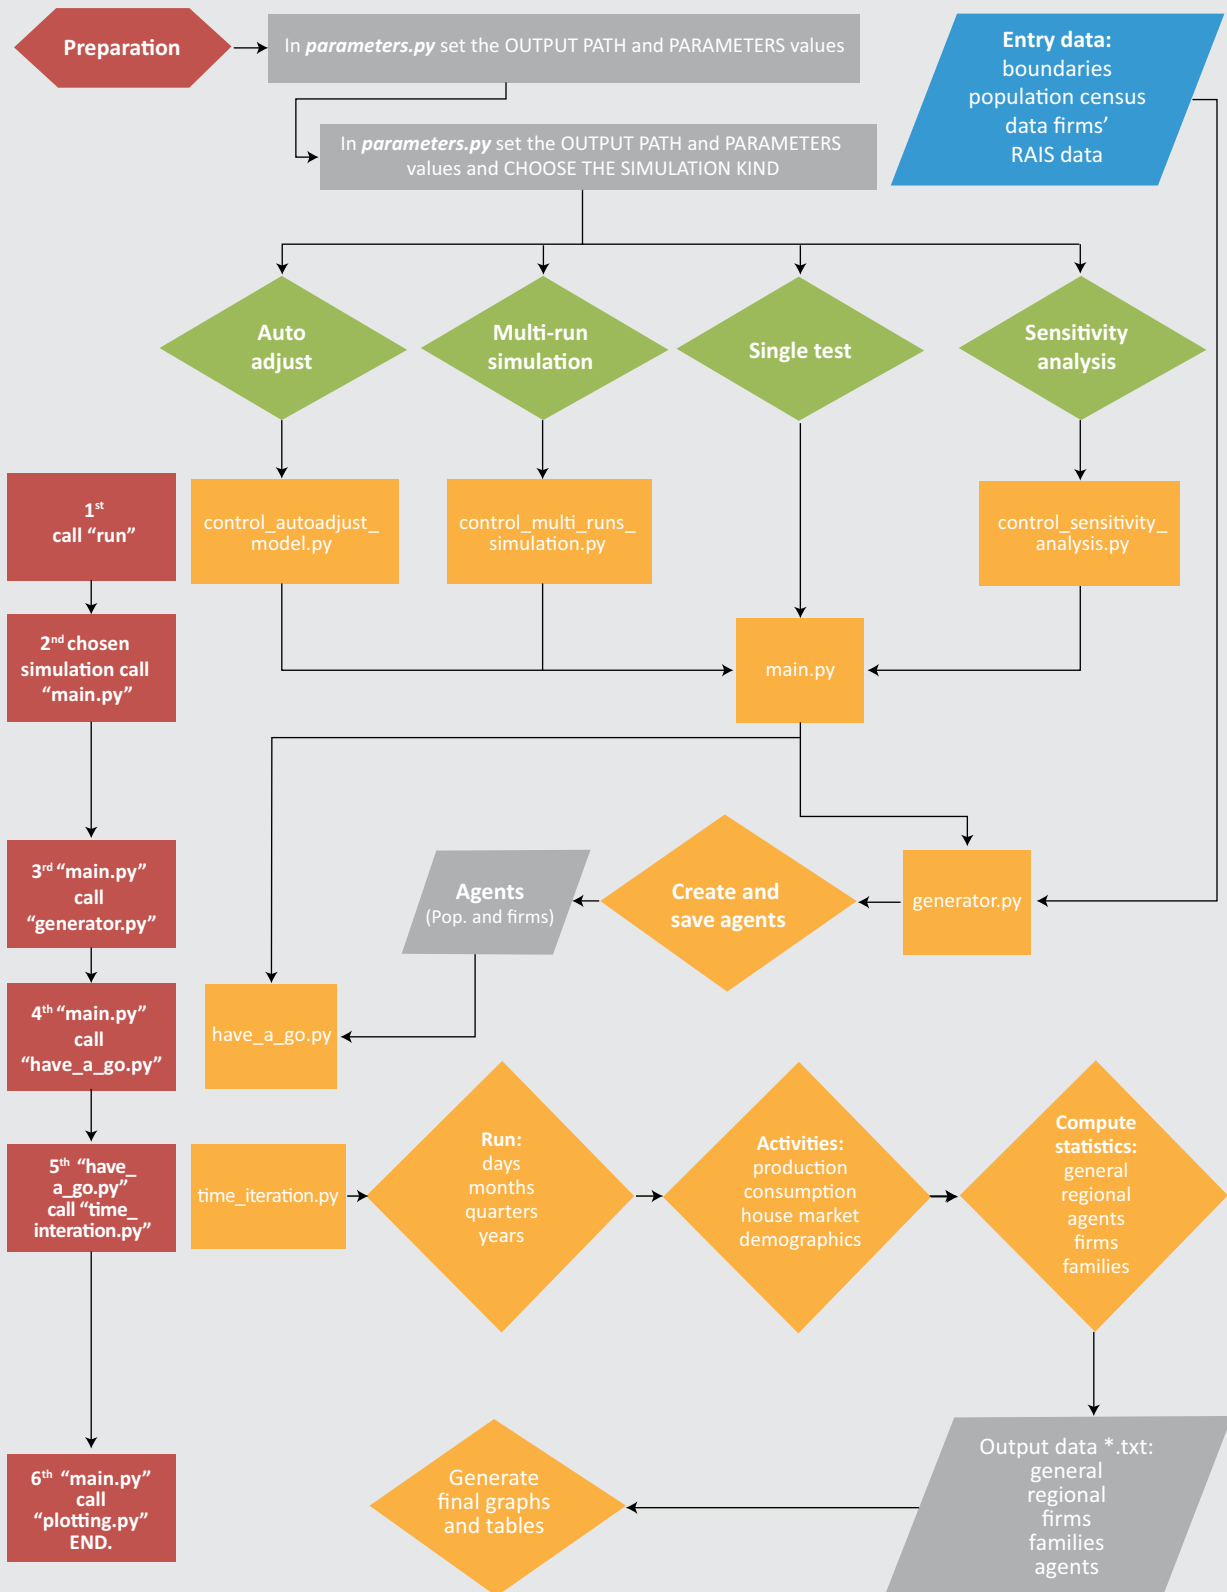 Preparation
In parameters.py set the OUTPUT PATH and PARAMETERS values
Entry data:
boundaries
population census
data firms’
RAIS data
In parameters.py set the OUTPUT PATH and PARAMETERS
values and CHOOSE THE SIMULATION KIND
Auto
adjust
Multi-run
simulation
Single test
Sensitivity
analysis
1st
call “run”
control_autoadjust_
model.py
control_multi_runs_
simulation.py
control_sensitivity_
analysis.py
2nd chosen
simulation call
“main.py”
main.py
3rd “main.py”
call
“generator.py”
Agents
(Pop. and firms)
Create and
save agents
generator.py
4th “main.py”
call
“have_a_go.py”
have_a_go.py
5th “have_
a_go.py”
call “time_
interation.py”
time_iteration.py
Run:
days
months
quarters
years
Activities:
production
consumption
house market
demographics
Compute
statistics:
general
regional
agents
firms
families
6th “main.py”
call
“plotting.py”
END.
Generate
final graphs
and tables
Output data *.txt:
general
regional
firms
families
agents